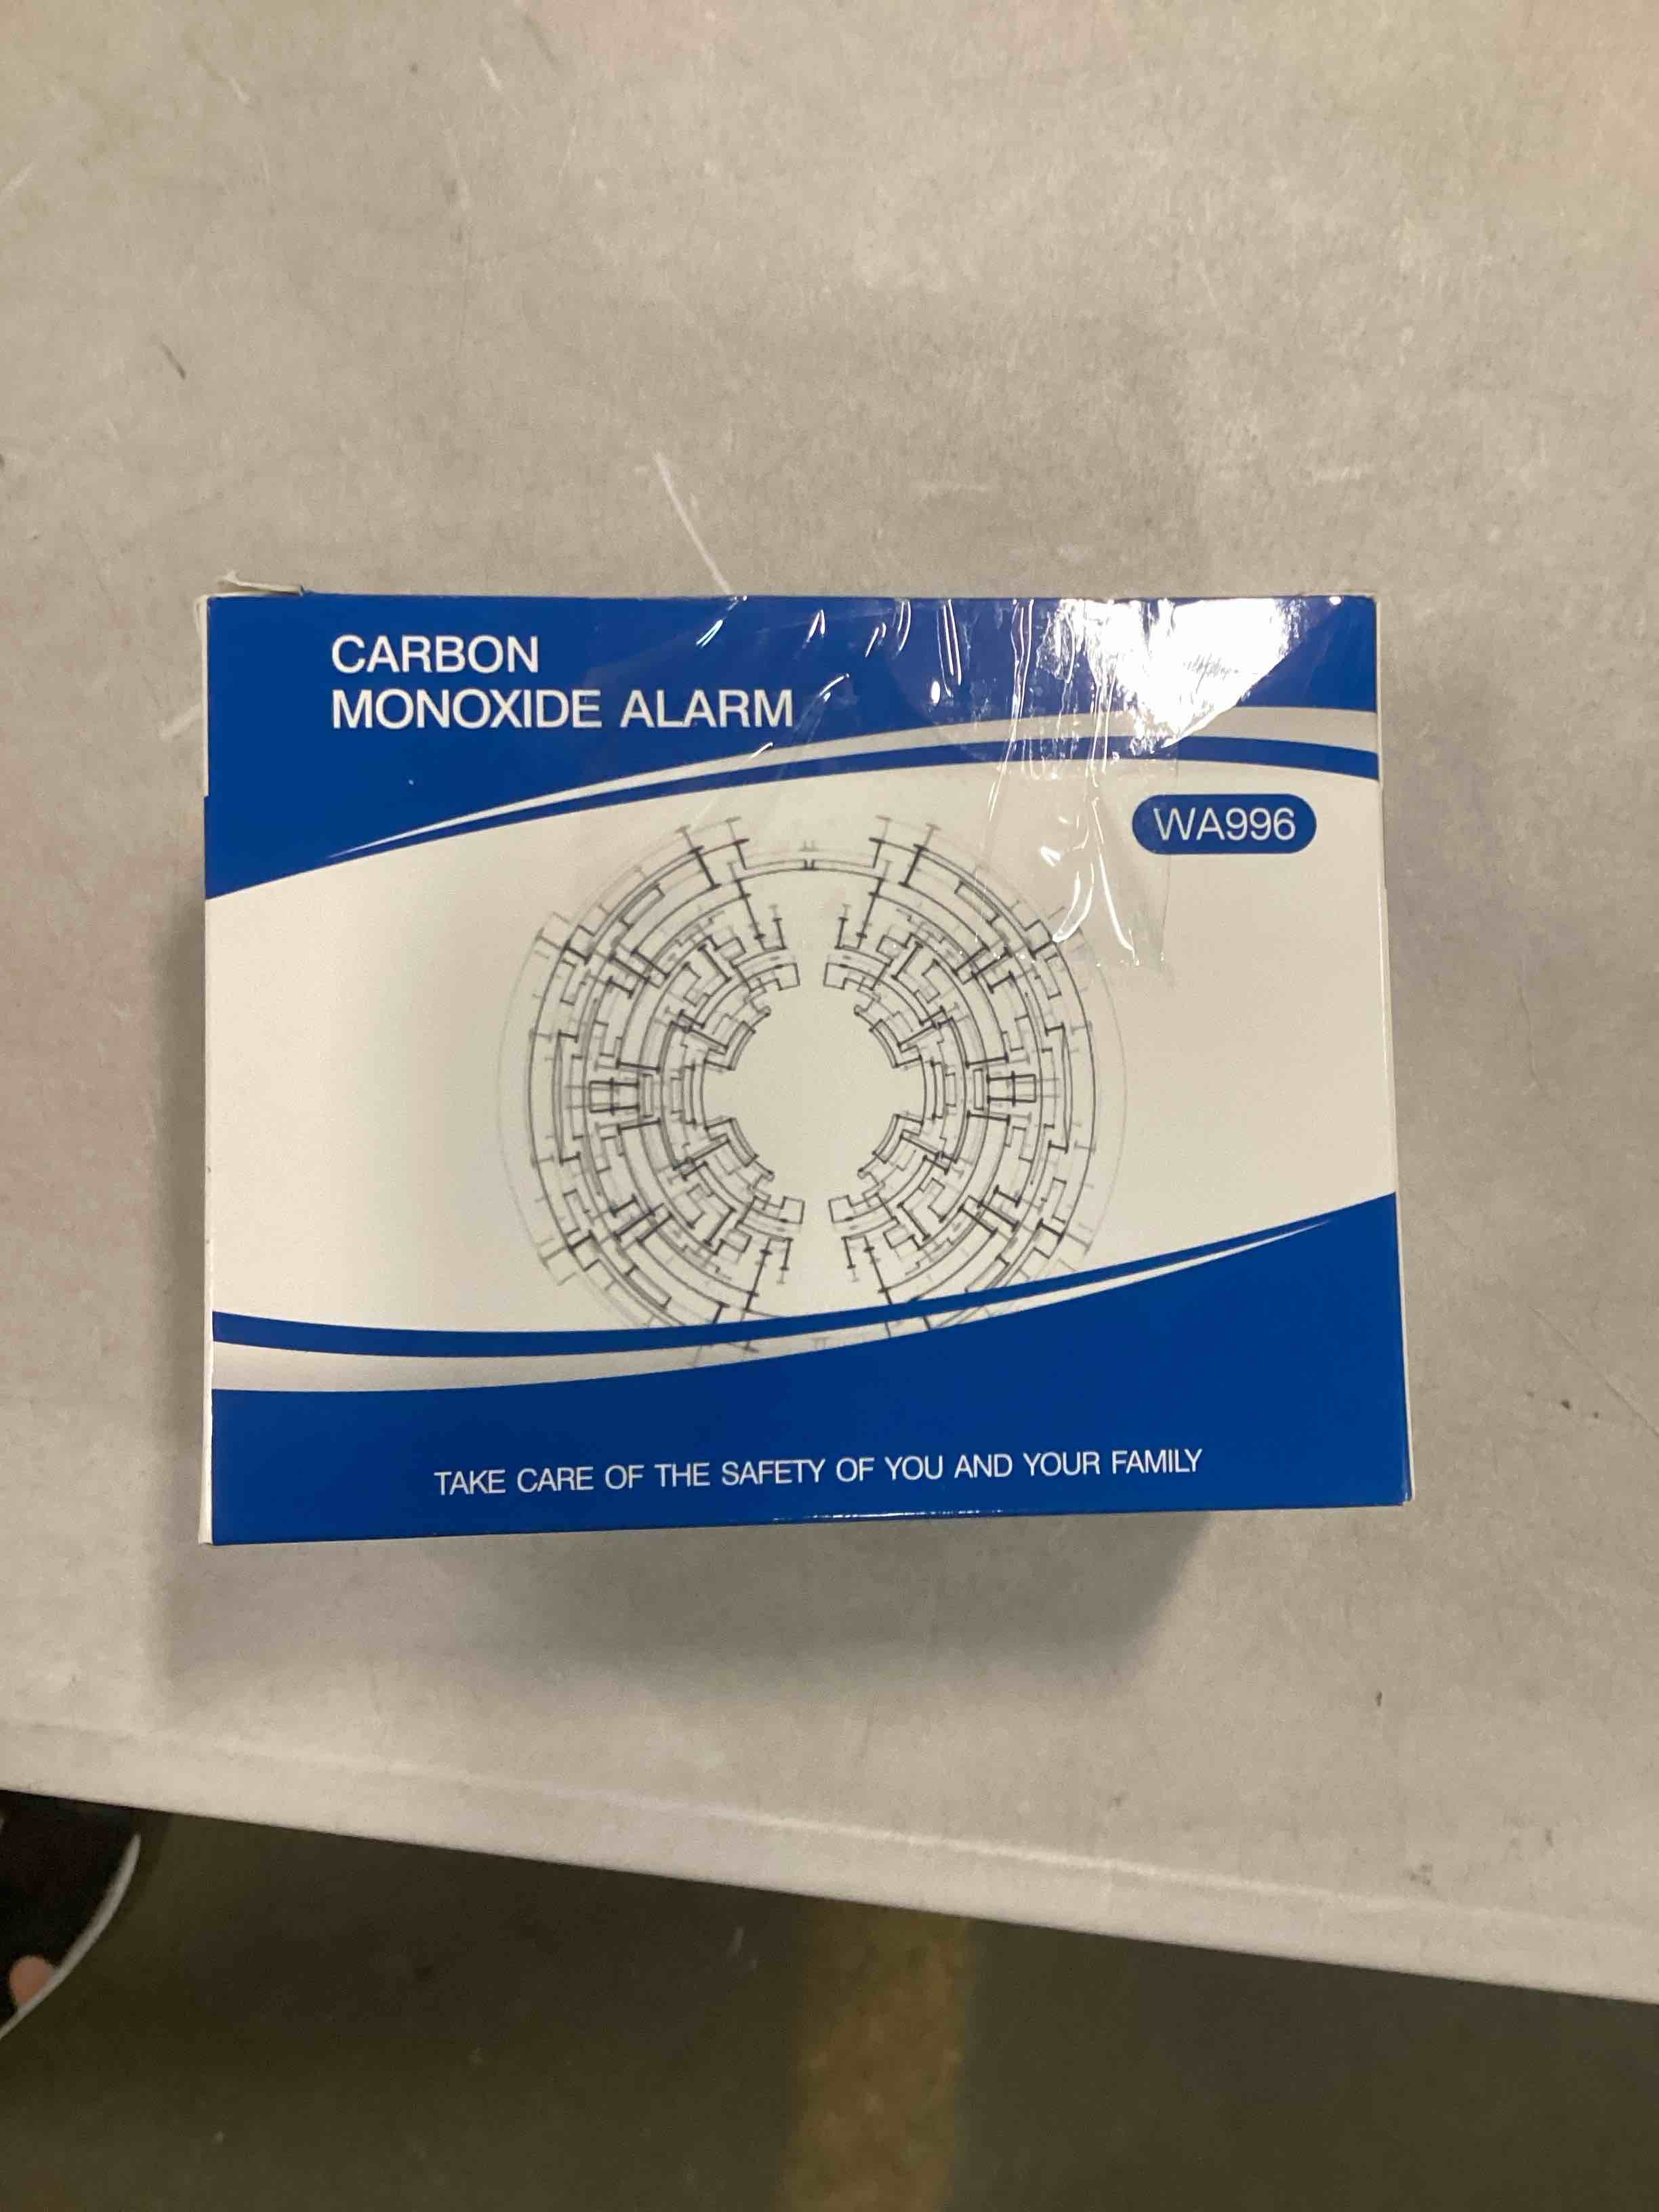 CARBON
MONOXIDE ALARM
WA996
TAKE CARE OF THE SAFETY OF YOU AND YOUR FAMILY